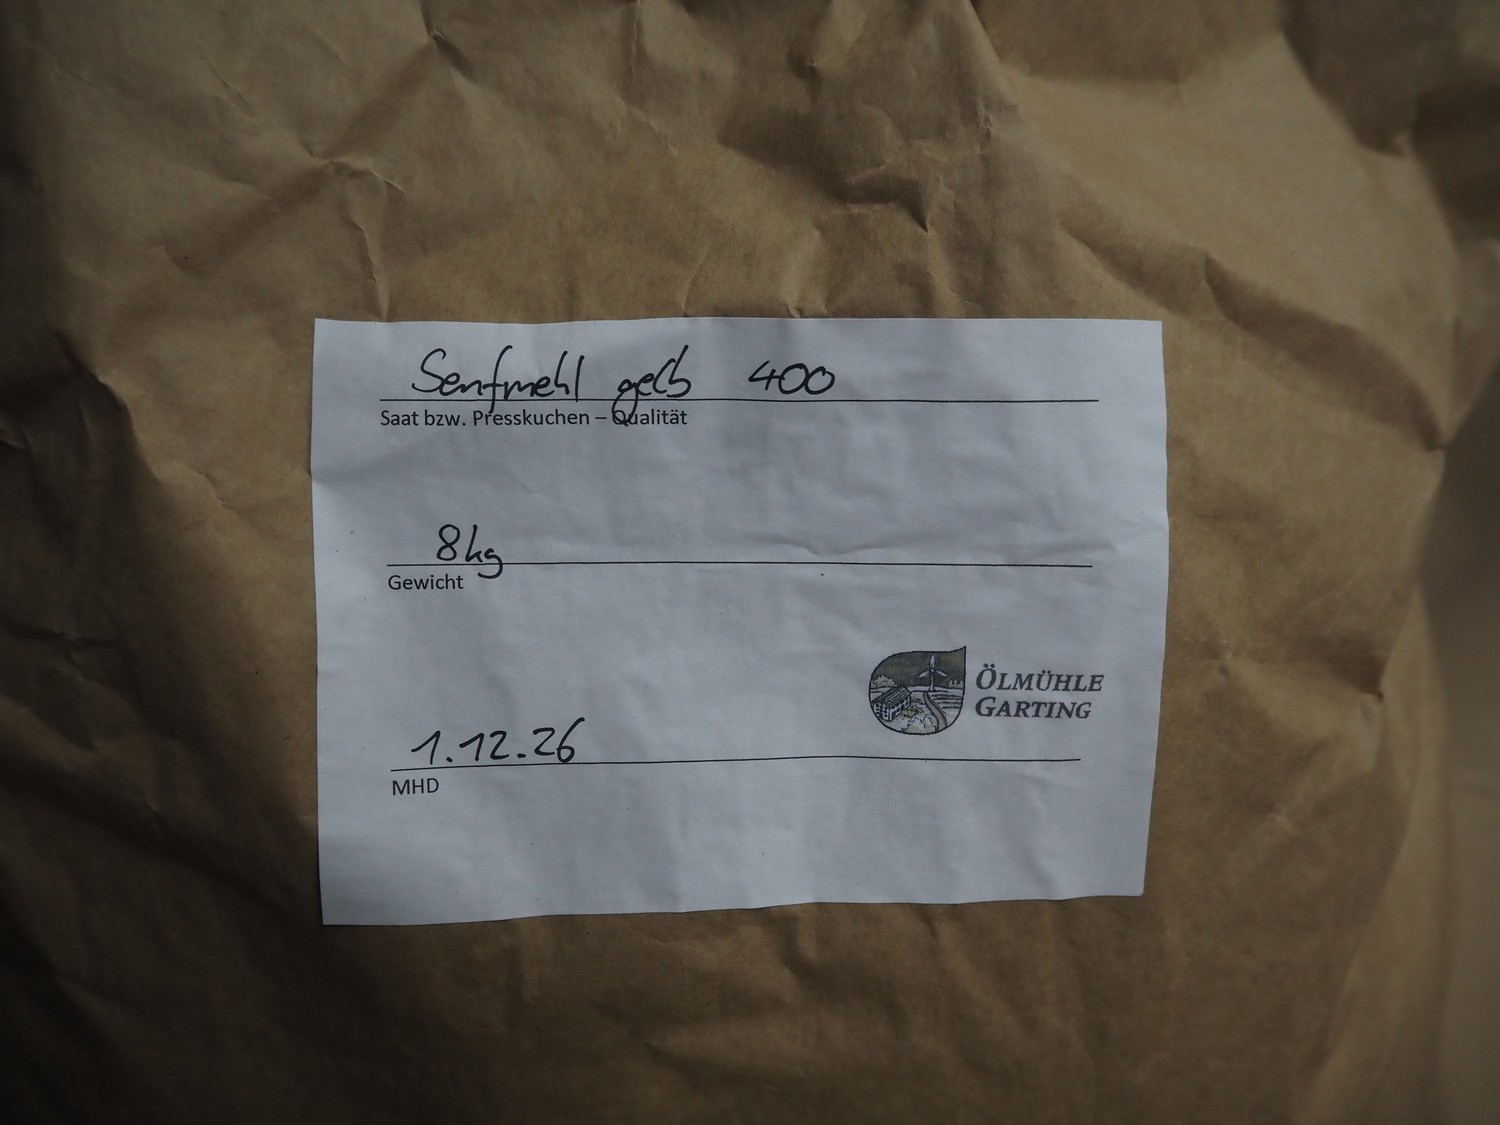 Senfmehl gelb 400
Saat bzw. Presskuchen – Qualität
8kg
Gewicht
ÖLMÜHLE
GARTING
1.12.26
MHD